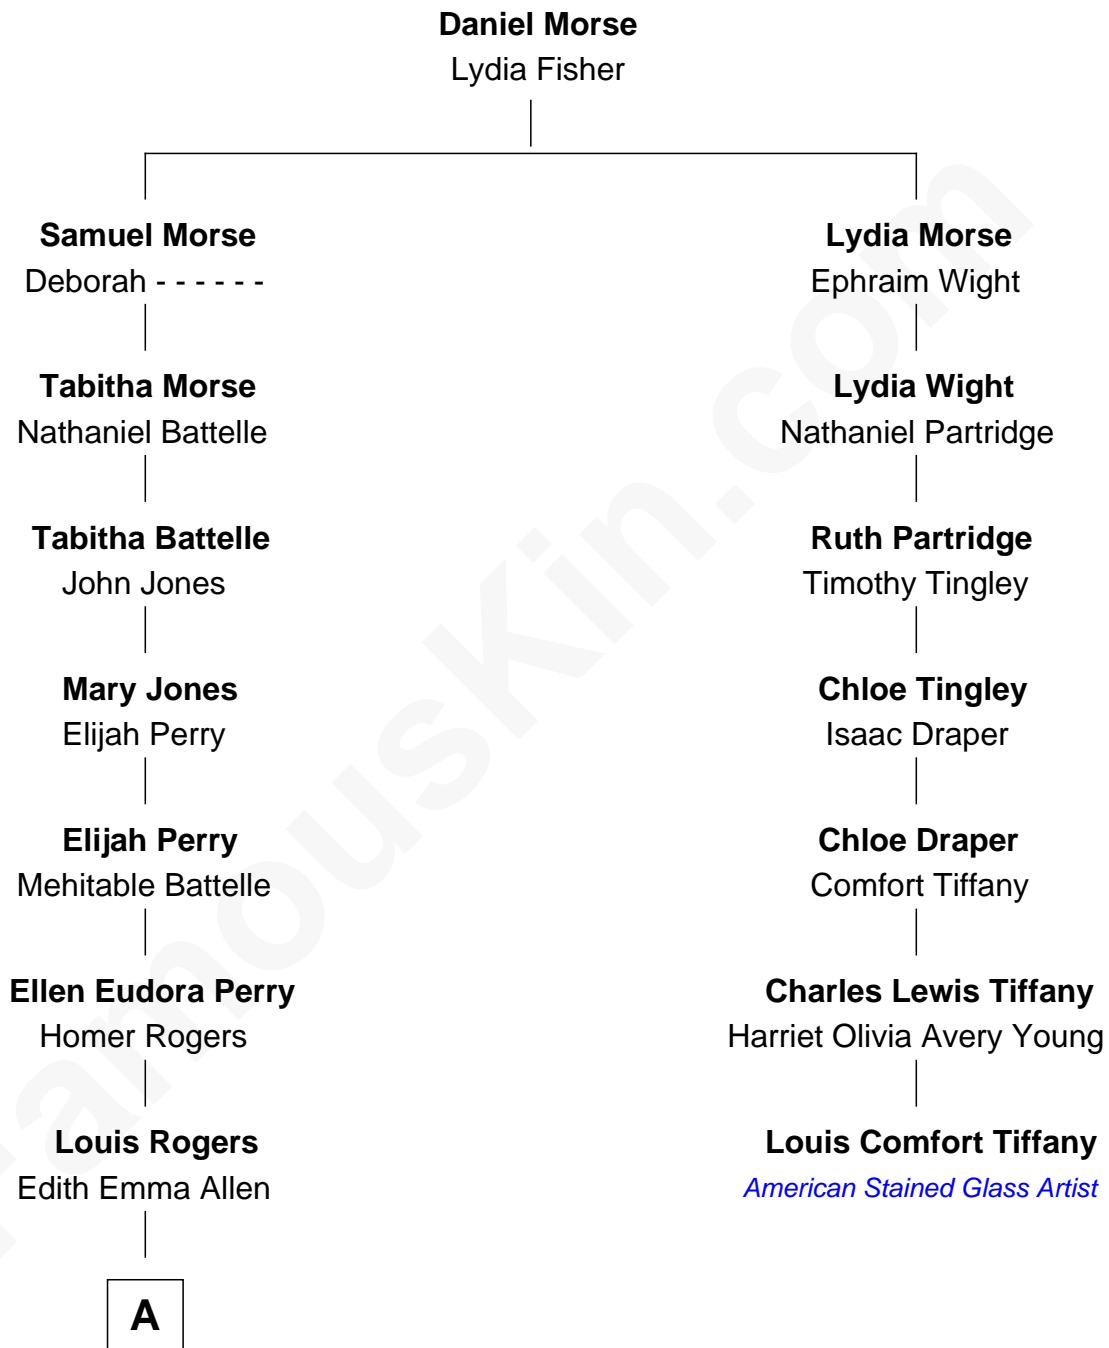 Daniel Morse
Lydia Fisher
Samuel Morse
Deborah - - - - - -
Lydia Morse
Ephraim Wight
Tabitha Morse
Nathaniel Battelle
Lydia Wight
Nathaniel Partridge
Tabitha Battelle
John Jones
Ruth Partridge
Timothy Tingley
Mary Jones
Elijah Perry
Chloe Tingley
Isaac Draper
Elijah Perry
Mehitable Battelle
Chloe Draper
Comfort Tiffany
Ellen Eudora Perry
Homer Rogers
Charles Lewis Tiffany
Harriet Olivia Avery Young
Louis Rogers
Edith Emma Allen
Louis Comfort Tiffany
American Stained Glass Artist
A
FamousKin.com